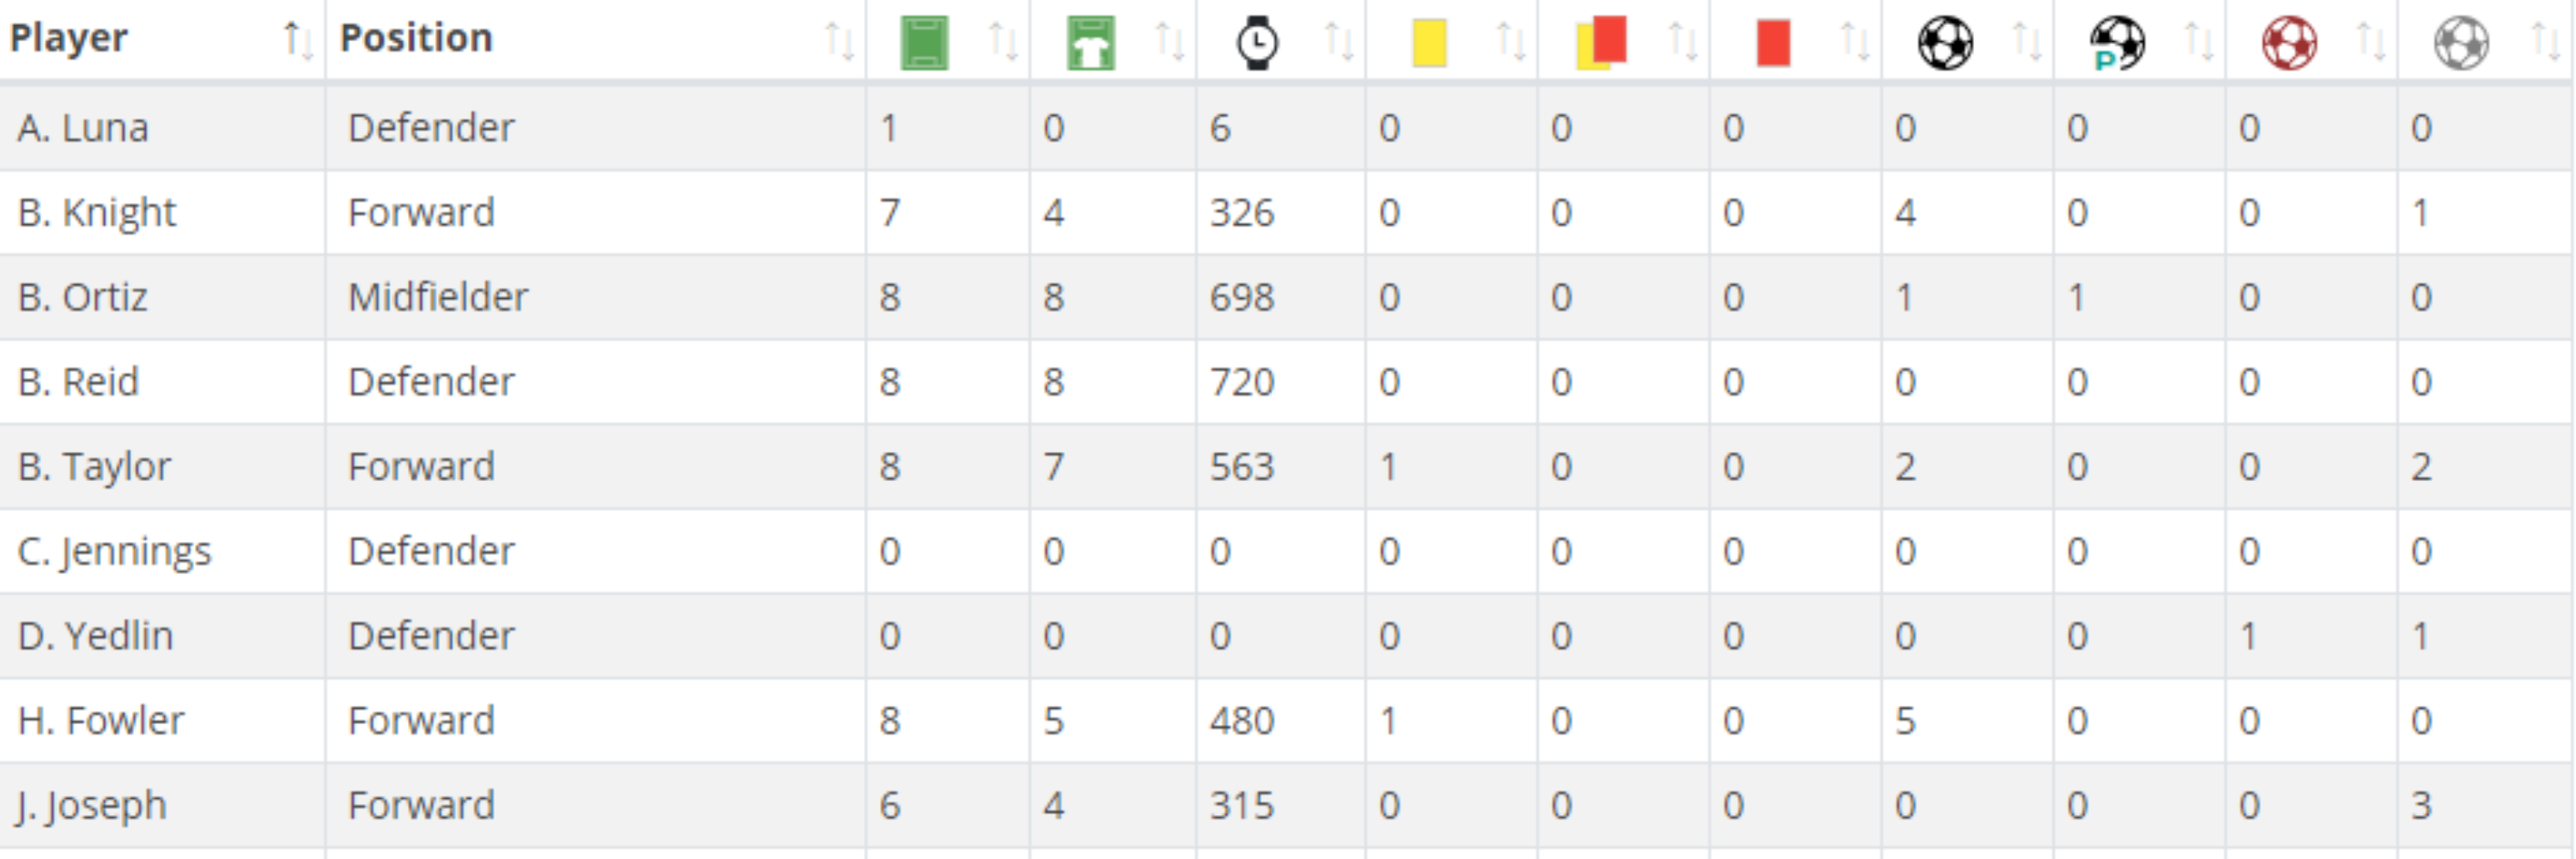 Player Position P
A. Luna Defender 1 0 6 0 0 0 0 0 0 0
B. Knight Forward 7 4 326 0 0 0 4 0 0 1
B. Ortiz Midfielder 8 8 698 0 0 0 1 1 0 0
B. Reid Defender 8 8 720 0 0 0 0 0 0 0
B. Taylor Forward 8 7 563 1 0 0 2 0 0 2
C. Jennings Defender 0 0 0 0 0 0 0 0 0 0
D. Yedlin Defender 0 0 0 0 0 0 0 0 1 1
H. Fowler Forward 8 5 480 1 0 0 5 0 0 0
J. Joseph Forward 6 4 315 0 0 0 0 0 0 3